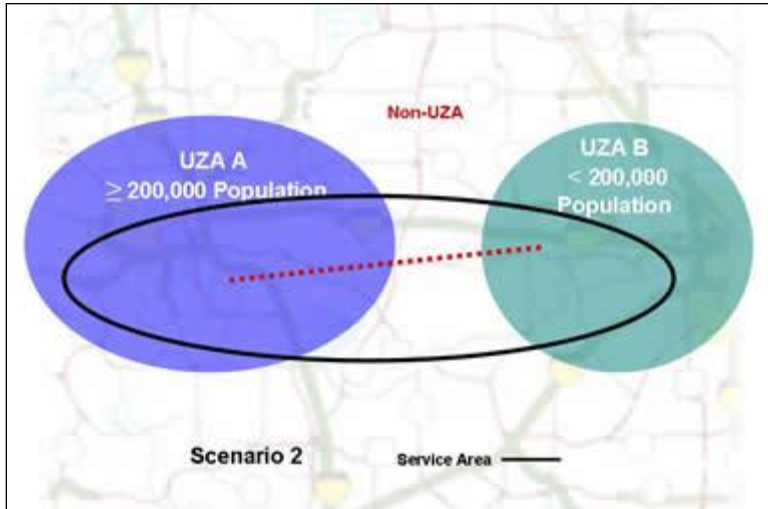 Non-UZA
UZA A
≥ 200,000 Population
UZA B
< 200,000
Population
Scenario 2
Service Area